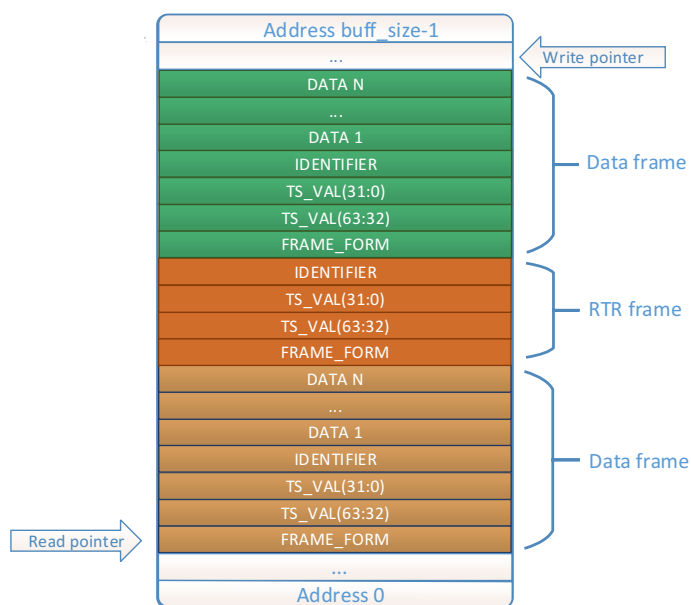 Address buff_size-1
...
Write pointer
DATA N
...
DATA 1
IDENTIFIER
TS_VAL(31:0)
TS_VAL(63:32)
FRAME_FORM
Data frame
IDENTIFIER
TS_VAL(31:0)
TS_VAL(63:32)
FRAME_FORM
RTR frame
DATA N
...
DATA 1
IDENTIFIER
TS_VAL(31:0)
TS_VAL(63:32)
FRAME_FORM
Data frame
Read pointer
...
Address 0